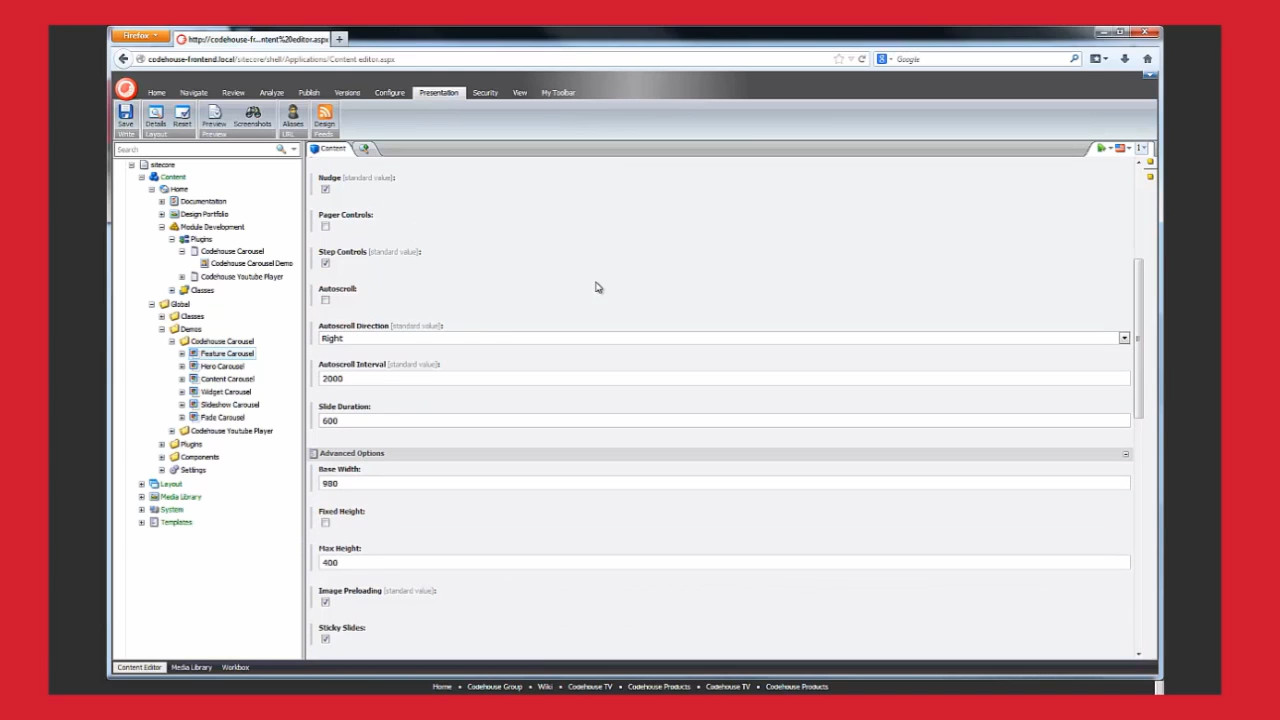 Firefox
http://codehouse-fr...ntent%20editor.aspx
codehouse-frontend.local/sitecore/shell/Applications/Content editor.aspx
Google
Home Navigate Review Analyze Publish Versions Configure Presentation Security View My Toolbar
Save Details Reset Preview Screenshots Aliases Design
Write Layout Preview URL Feeds
Search
Content
1
sitecore
Content
Home
Documentation
Design Portfolio
Module Development
Plugins
Codehouse Carousel
Codehouse Carousel Demo
Codehouse Youtube Player
Classes
Global
Classes
Demos
Codehouse Carousel
Feature Carousel
Hero Carousel
Content Carousel
Widget Carousel
Slideshow Carousel
Fade Carousel
Codehouse Youtube Player
Plugins
Components
Settings
Layout
Media Library
System
Templates
Nudge [standard value]:
Pager Controls:
Step Controls [standard value]:
Autoscroll:
Autoscroll Direction [standard value]:
Right
Autoscroll Interval [standard value]:
2000
Slide Duration:
600
Advanced Options
Base Width:
980
Fixed Height:
Max Height:
400
Image Preloading [standard value]:
Sticky Slides:
Content Editor Media Library Workbox
Home • Codehouse Group • Wiki • Codehouse TV • Codehouse Products • Codehouse TV • Codehouse Products